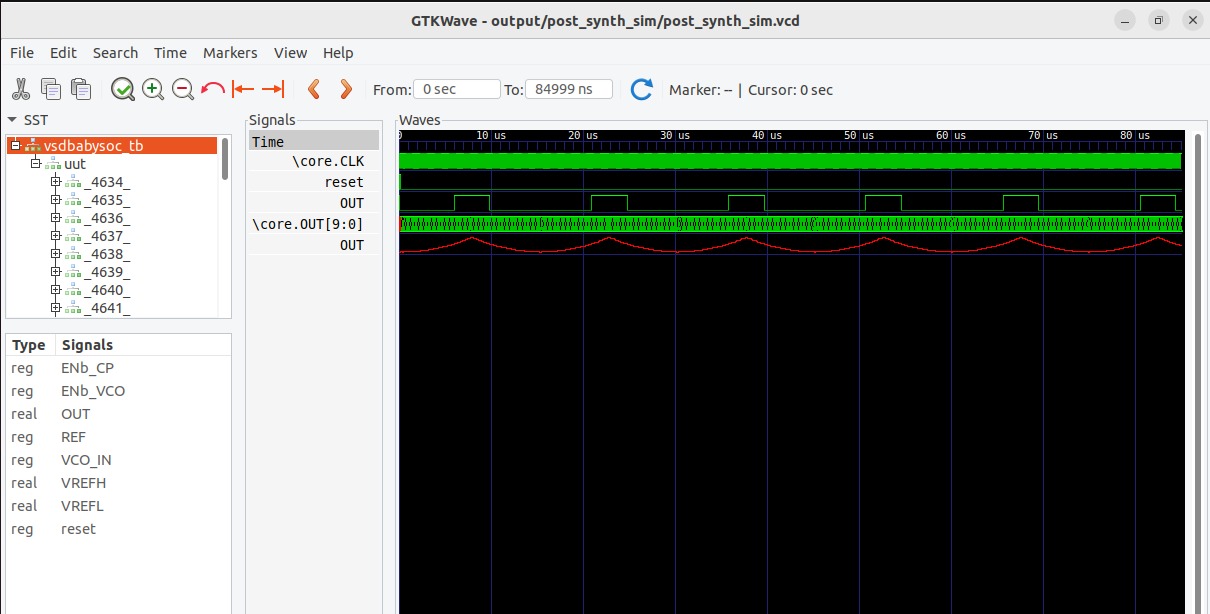 GTKWave - output/post_synth_sim/post_synth_sim.vcd
File Edit Search Time Markers View Help
From: 0 sec To: 84999 ns Marker: -- | Cursor: 0 sec
SST
vsdbabysoc_tb
uut
_4634_
_4635_
_4636_
_4637_
_4638_
_4639_
_4640_
_4641_
Type Signals
reg ENb_CP
reg ENb_VCO
real OUT
reg REF
reg VCO_IN
real VREFH
real VREFL
reg reset
Signals
Time
\core.CLK
reset
OUT
\core.OUT[9:0]
OUT
Waves
0 10 us 20 us 30 us 40 us 50 us 60 us 70 us 80 us